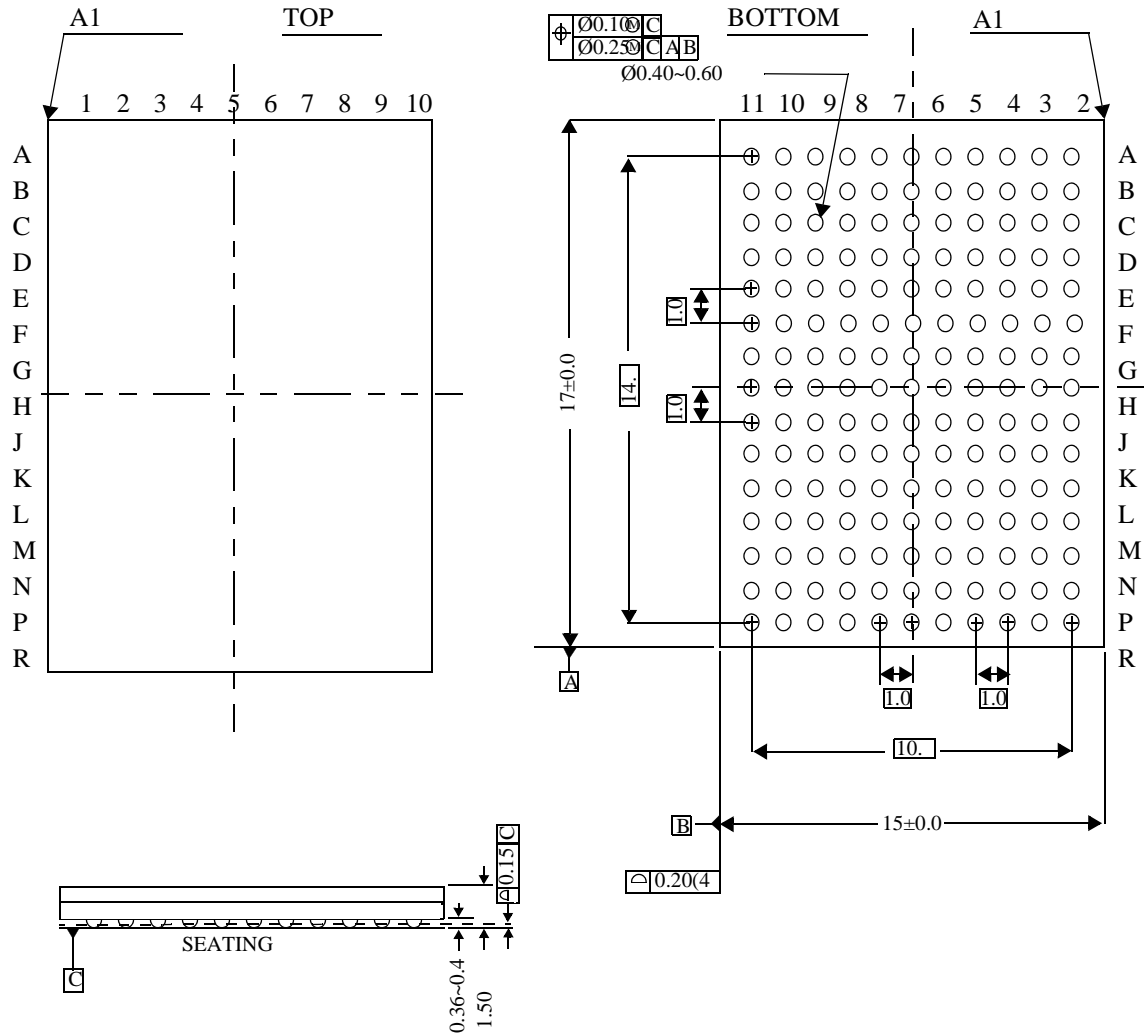 A1
TOP
1 2 3 4 5 6 7 8 9 10
A
B
C
D
E
F
G
H
J
K
L
M
N
P
R
Ø0.10Ⓜ C
Ø0.25Ⓜ C A B
Ø0.40~0.60
BOTTOM
A1
11 10 9 8 7 6 5 4 3 2
A
B
C
D
E
F
G
H
J
K
L
M
N
P
R
17±0.0
14.
1.0
1.0
A
1.0
1.0
10.
B
15±0.0
0.20(4
0.15 C
SEATING
C
0.36~0.4
1.50